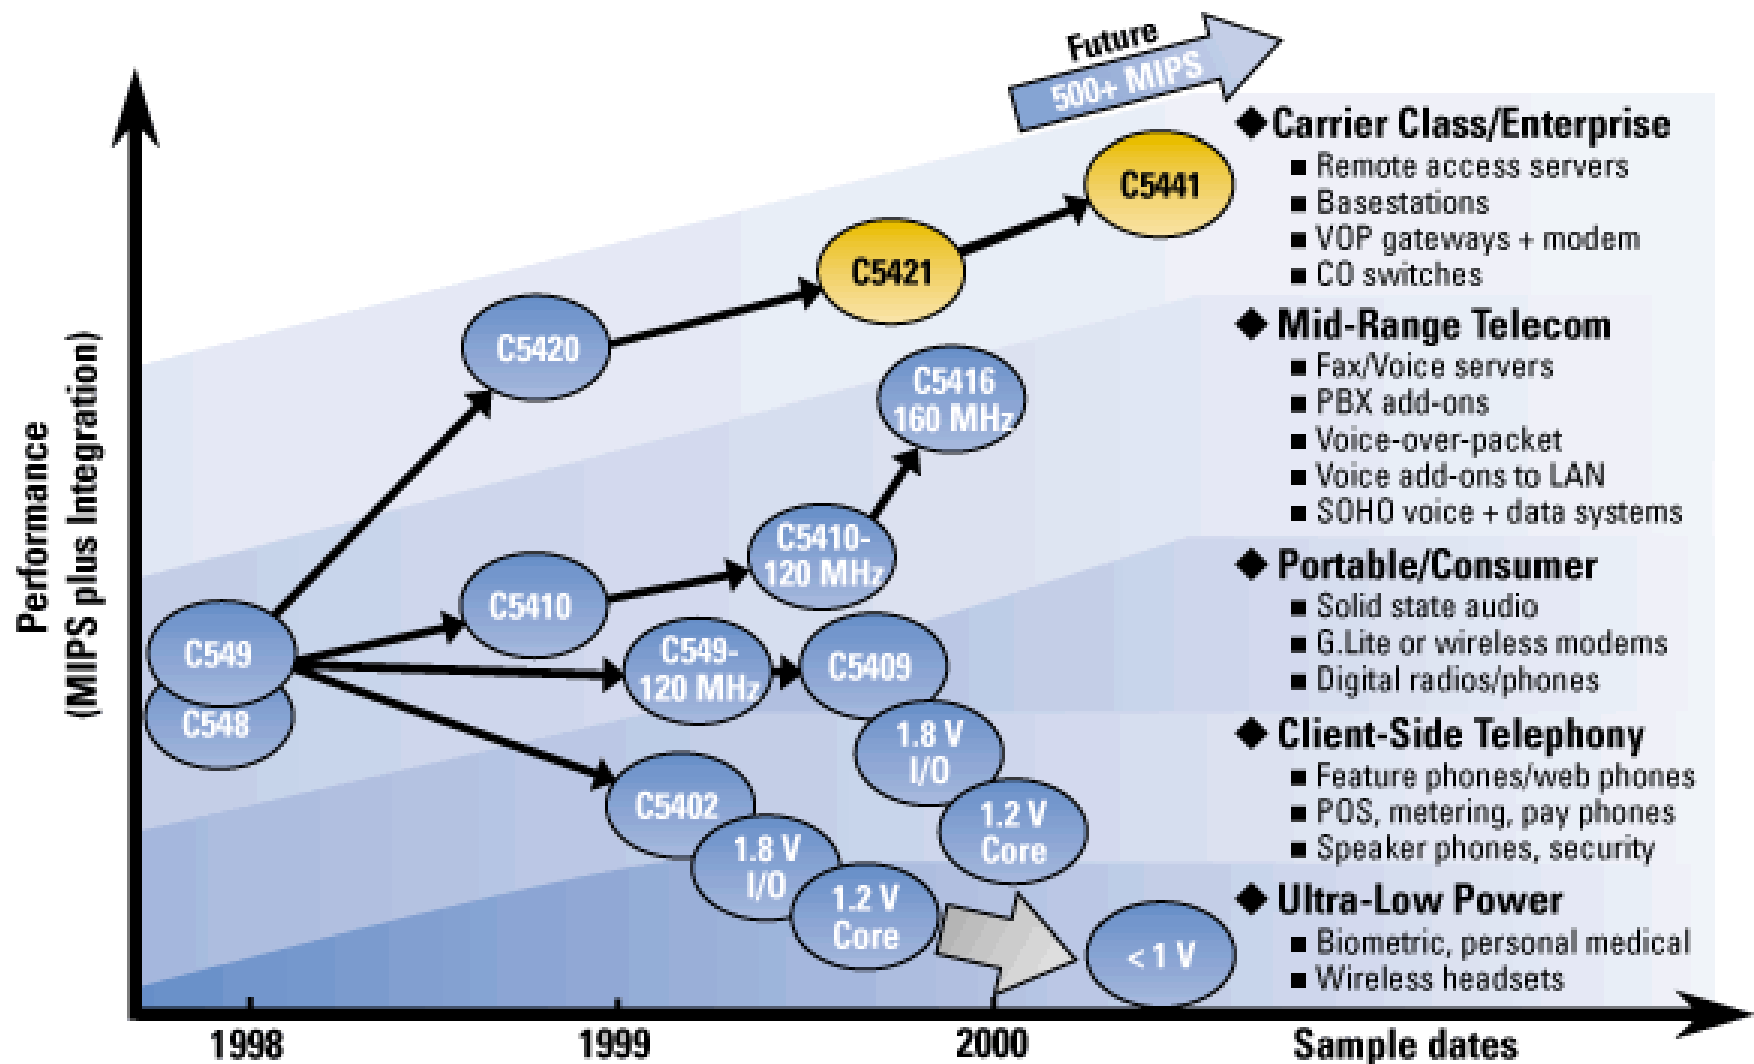 Future
500+ MIPS
Performance
(MIPS plus Integration)
C5441
C5421
C5420
C5416
160 MHz
C5410-
120 MHz
C5410
C549
C548
C549-
120 MHz
C5409
1.8 V
I/O
1.2 V
Core
C5402
1.8 V
I/O
1.2 V
Core
< 1 V
Carrier Class/Enterprise
Remote access servers
Basestations
VOP gateways + modem
CO switches
Mid-Range Telecom
Fax/Voice servers
PBX add-ons
Voice-over-packet
Voice add-ons to LAN
SOHO voice + data systems
Portable/Consumer
Solid state audio
G.Lite or wireless modems
Digital radios/phones
Client-Side Telephony
Feature phones/web phones
POS, metering, pay phones
Speaker phones, security
Ultra-Low Power
Biometric, personal medical
Wireless headsets
1998
1999
2000
Sample dates